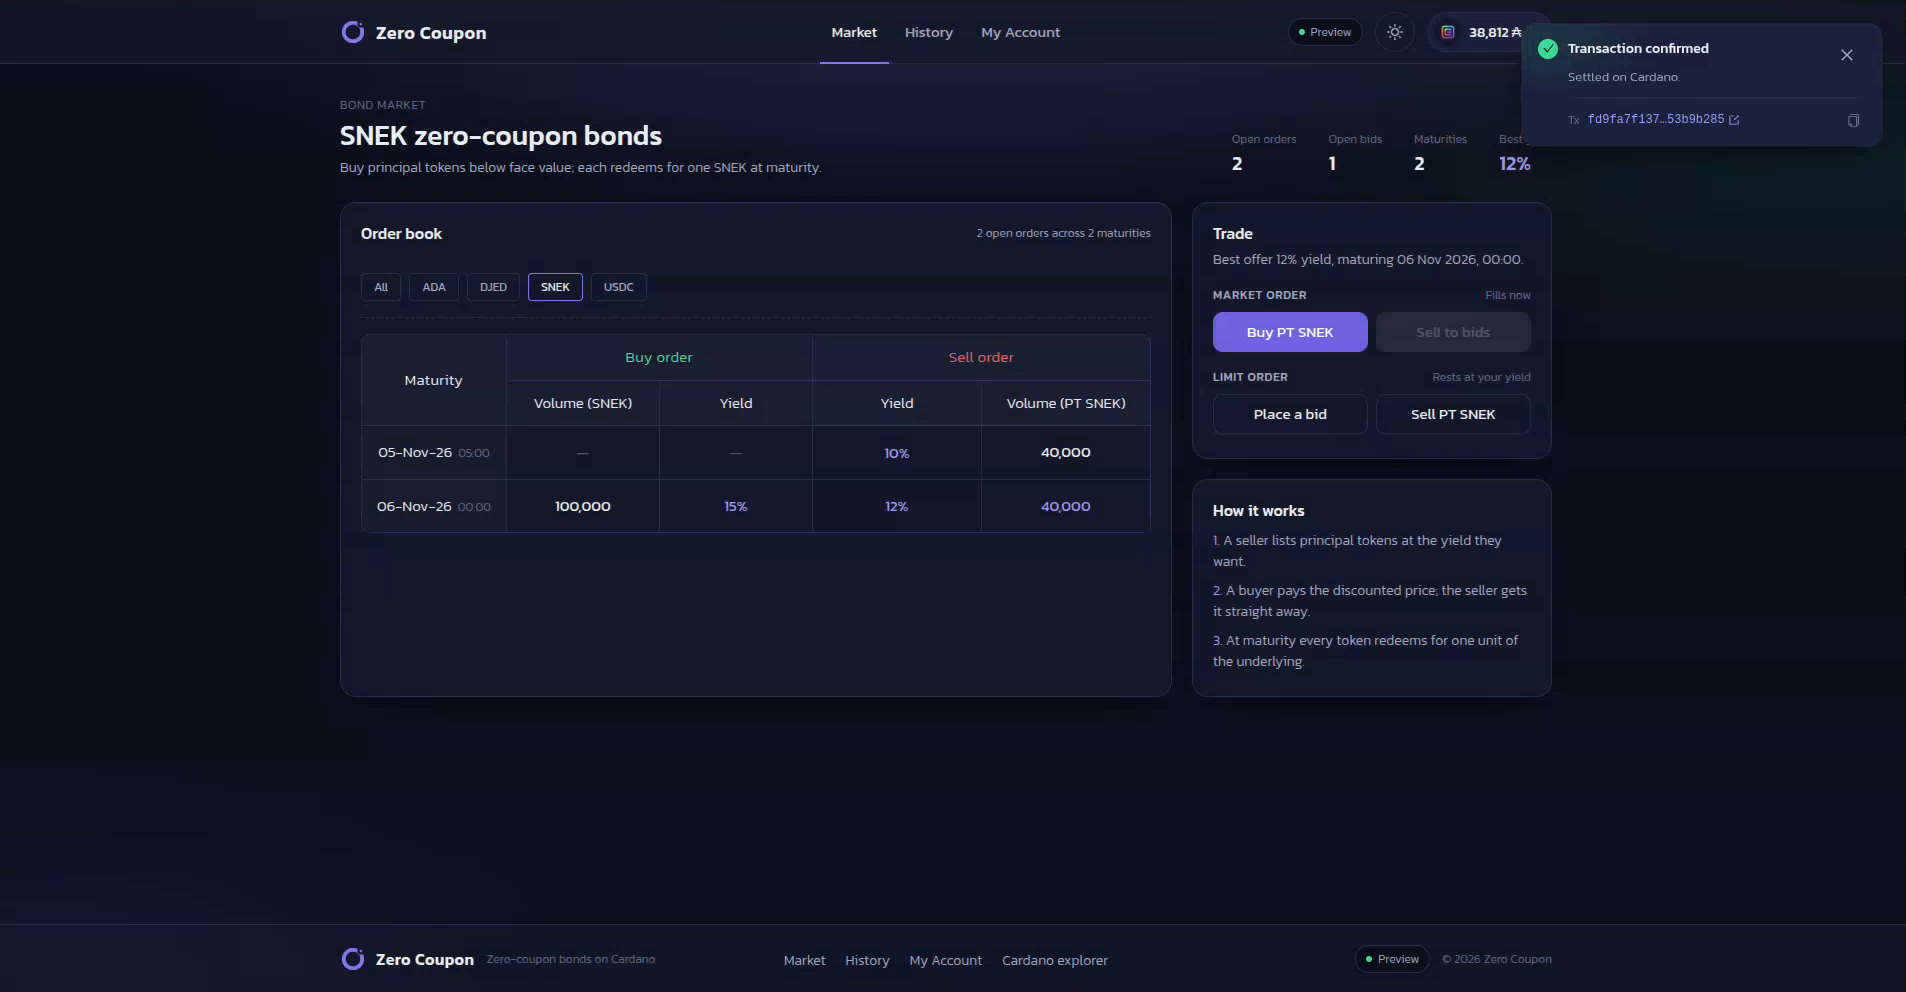 Zero Coupon
Market
History
My Account
Preview
38,812 ₳
Transaction confirmed
Settled on Cardano.
Tx fd9fa7f137…53b9b285
BOND MARKET
SNEK zero-coupon bonds
Buy principal tokens below face value; each redeems for one SNEK at maturity.
Open orders
2
Open bids
1
Maturities
2
Best
12%
Order book
2 open orders across 2 maturities
All
ADA
DJED
SNEK
USDC
Maturity
Buy order
Sell order
Volume (SNEK)
Yield
Yield
Volume (PT SNEK)
05-Nov-26 05:00 — — 10% 40,000
06-Nov-26 00:00 100,000 15% 12% 40,000
Trade
Best offer 12% yield, maturing 06 Nov 2026, 00:00.
MARKET ORDER
Fills now
Buy PT SNEK
Sell to bids
LIMIT ORDER
Rests at your yield
Place a bid
Sell PT SNEK
How it works
1. A seller lists principal tokens at the yield they
want.
2. A buyer pays the discounted price; the seller gets
it straight away.
3. At maturity every token redeems for one unit of
the underlying.
Zero Coupon
Zero-coupon bonds on Cardano
Market
History
My Account
Cardano explorer
Preview
© 2026 Zero Coupon